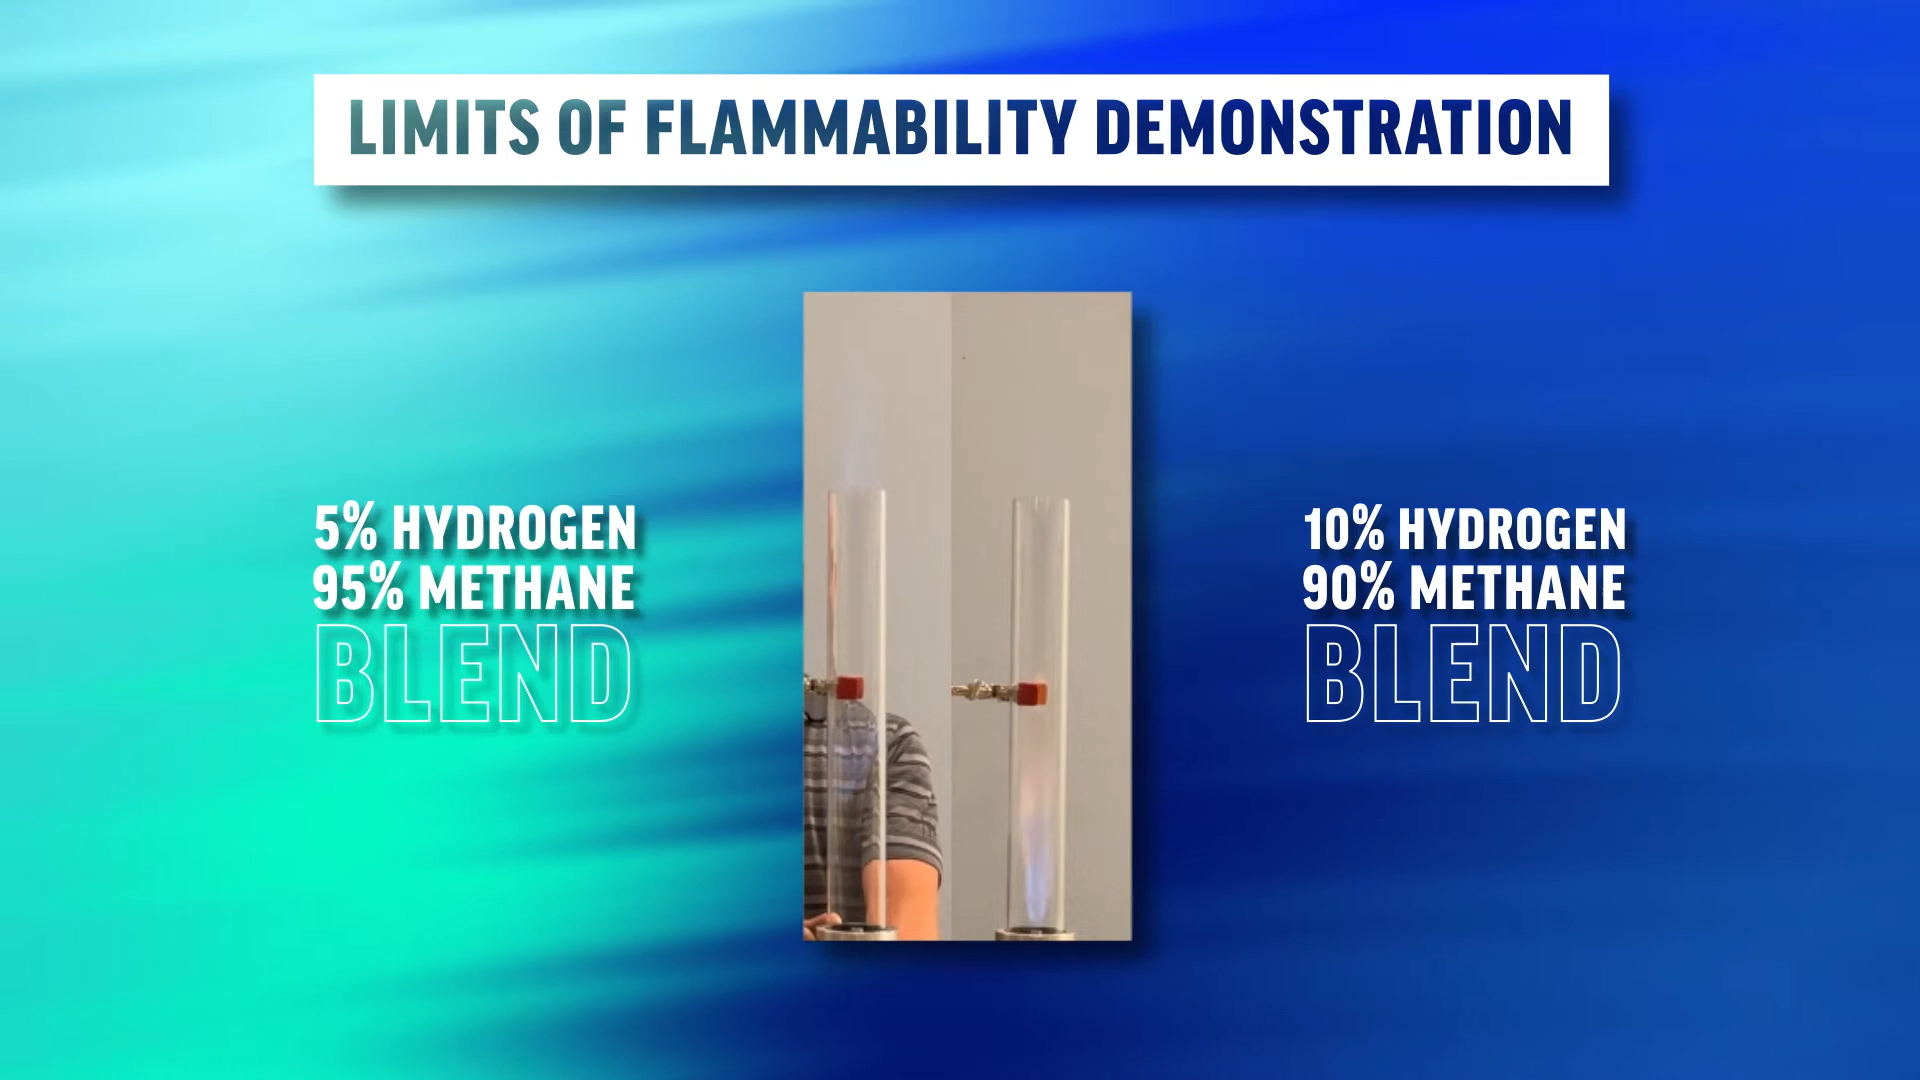 LIMITS OF FLAMMABILITY DEMONSTRATION
5% HYDROGEN
95% METHANE
BLEND
10% HYDROGEN
90% METHANE
BLEND